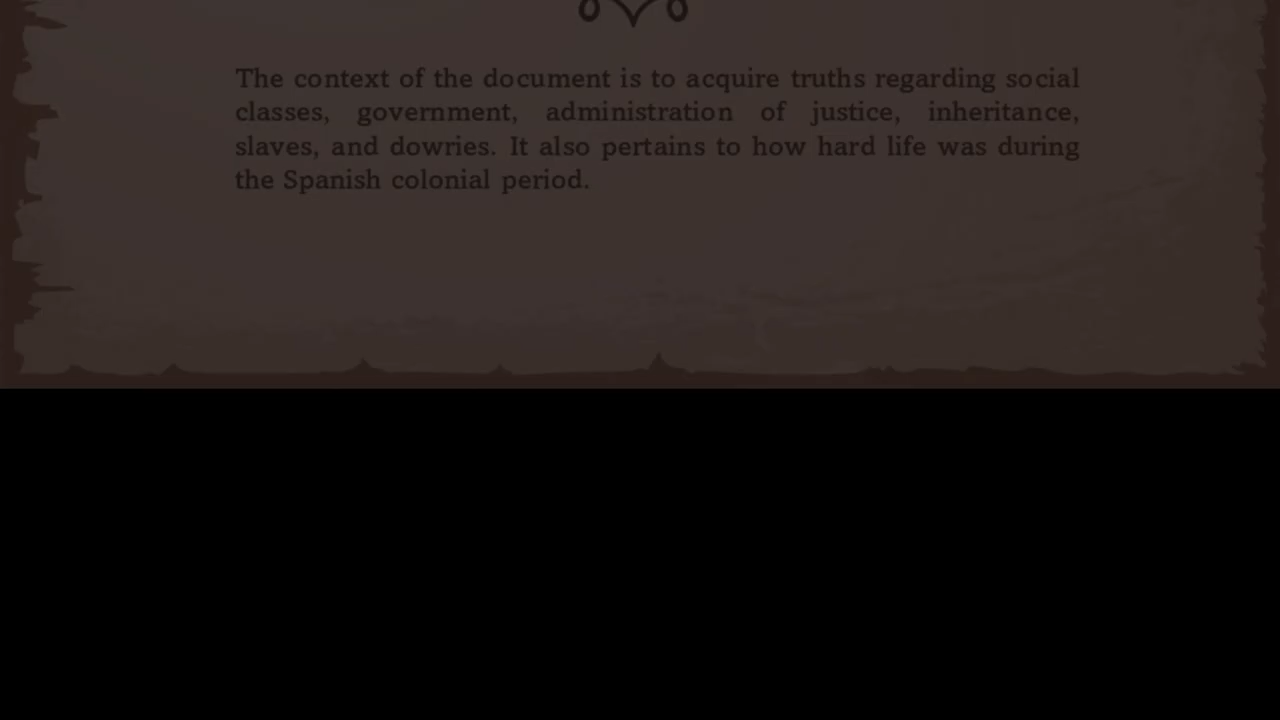 The context of the document is to acquire truths regarding social
classes, government, administration of justice, inheritance,
slaves, and dowries. It also pertains to how hard life was during
the Spanish colonial period.